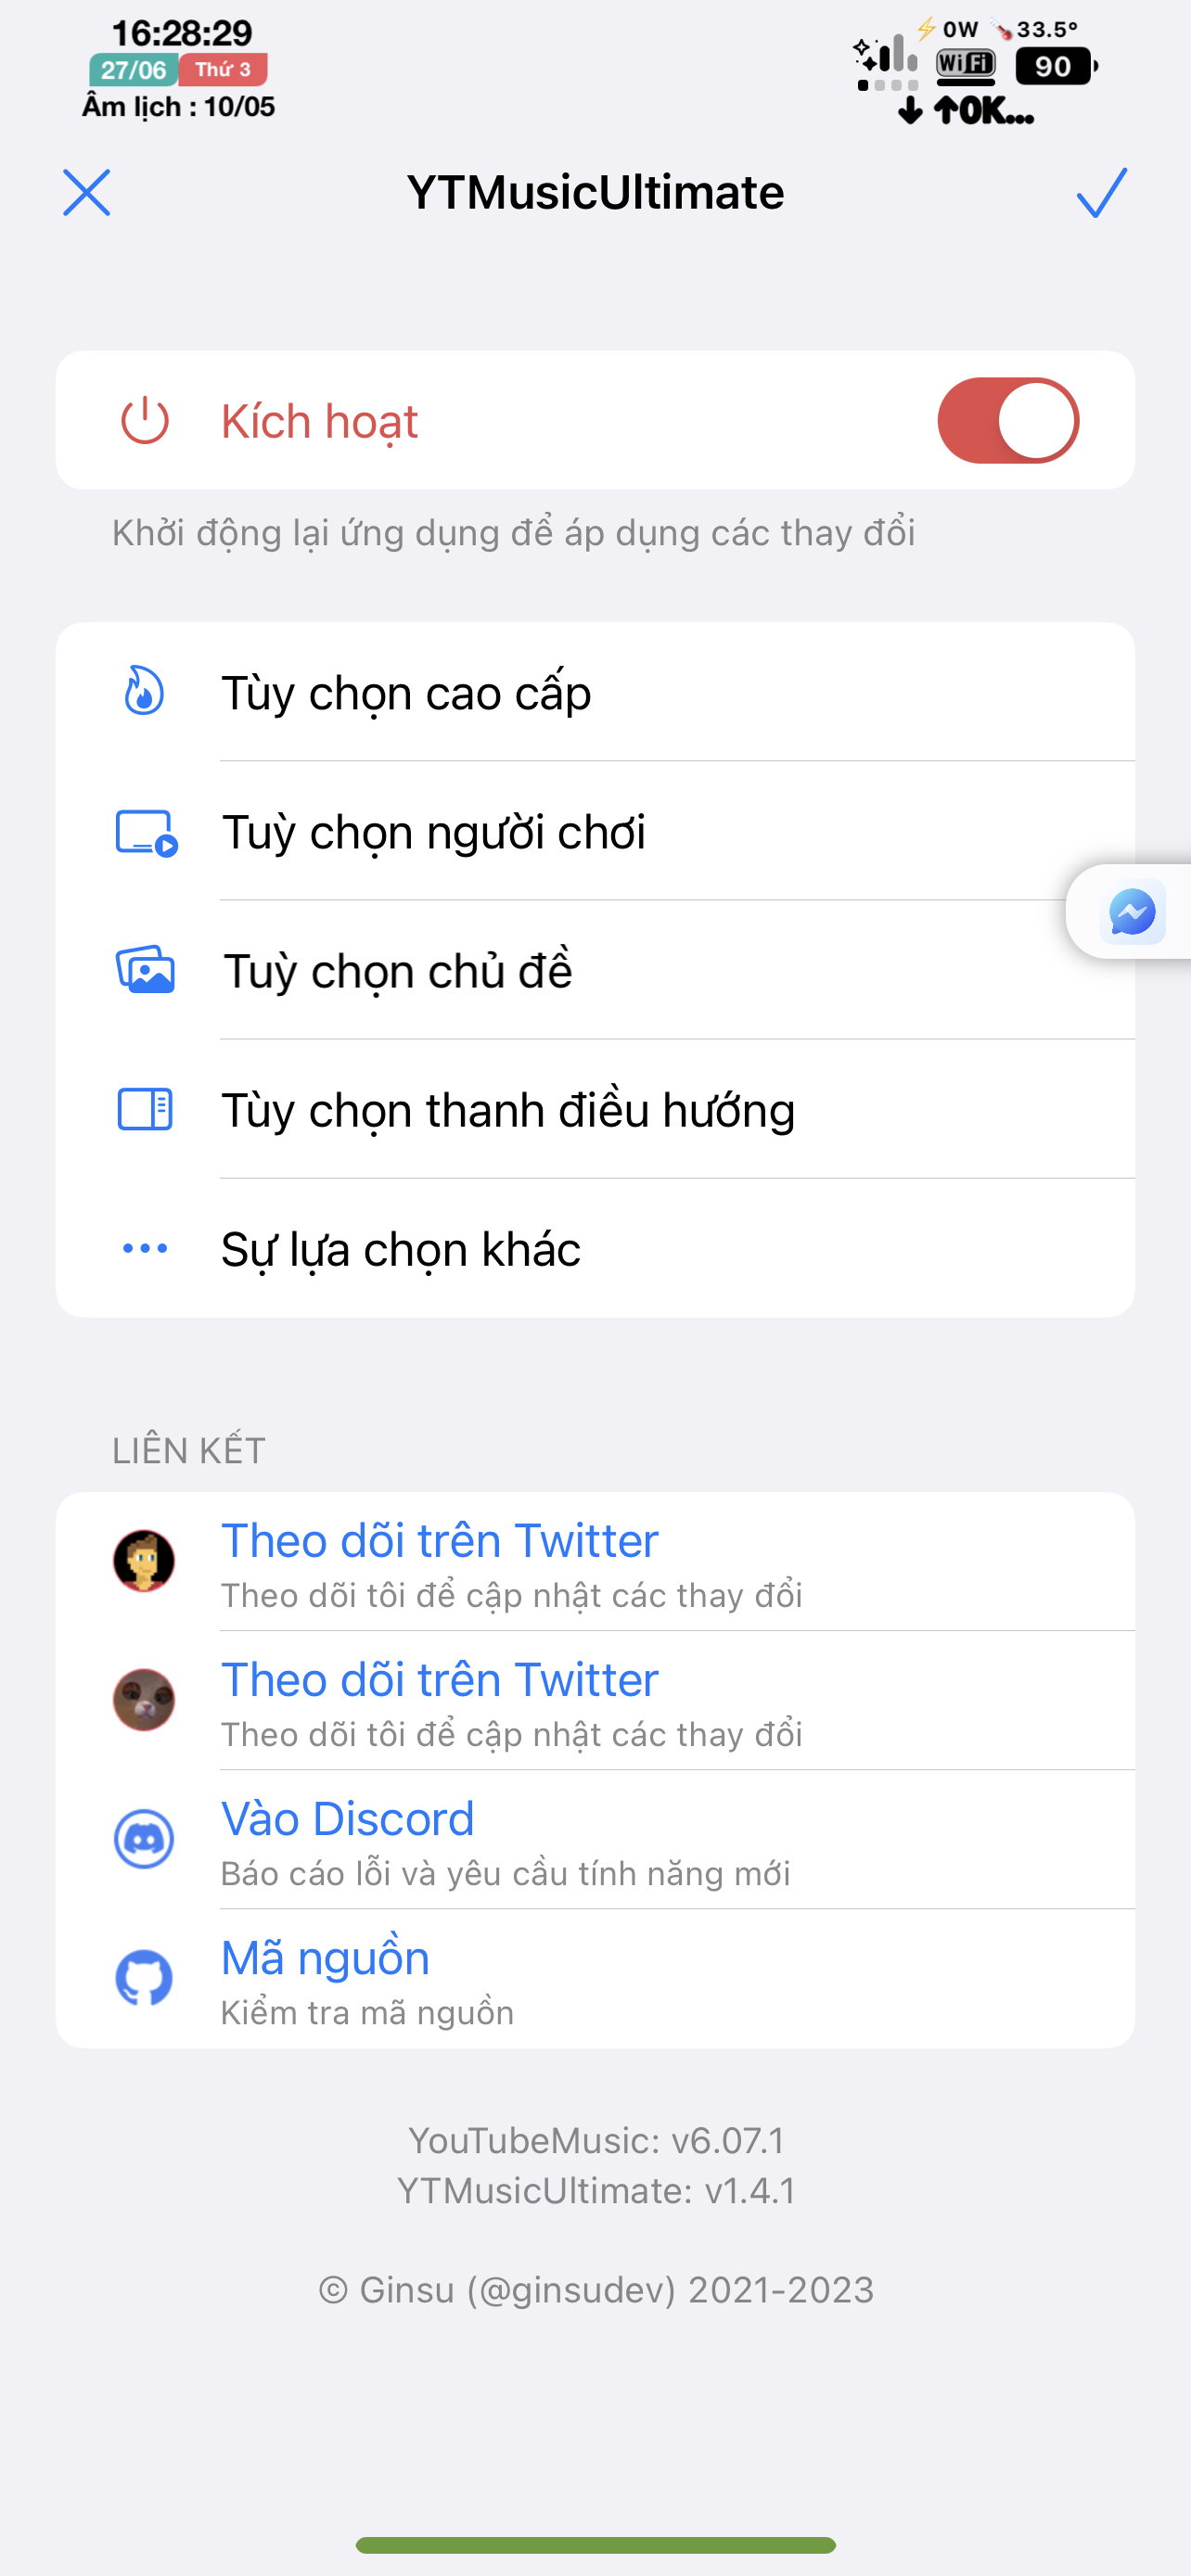 16:28:29
27/06 Thứ 3
Âm lịch : 10/05
0W 33.5°
WiFi 90
↓ ↑0K...
YTMusicUltimate
Kích hoạt
Khởi động lại ứng dụng để áp dụng các thay đổi
Tùy chọn cao cấp
Tuỳ chọn người chơi
Tuỳ chọn chủ đề
Tùy chọn thanh điều hướng
Sự lựa chọn khác
LIÊN KẾT
Theo dõi trên Twitter
Theo dõi tôi để cập nhật các thay đổi
Theo dõi trên Twitter
Theo dõi tôi để cập nhật các thay đổi
Vào Discord
Báo cáo lỗi và yêu cầu tính năng mới
Mã nguồn
Kiểm tra mã nguồn
YouTubeMusic: v6.07.1
YTMusicUltimate: v1.4.1
© Ginsu (@ginsudev) 2021-2023